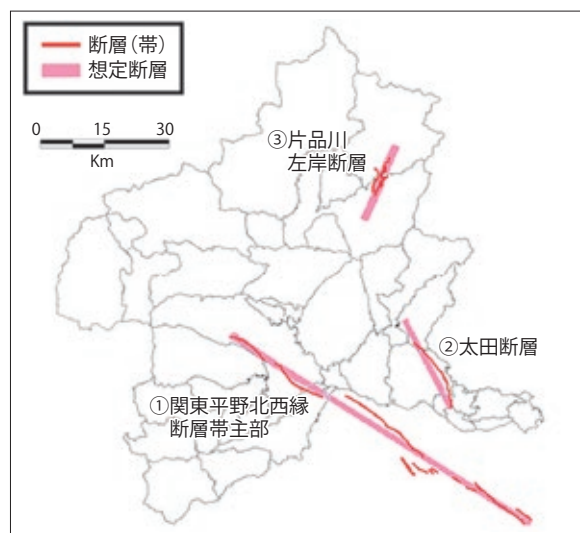 断層（帯）
想定断層
0 15 30
Km
③片品川
左岸断層
②太田断層
①関東平野北西縁
断層帯主部